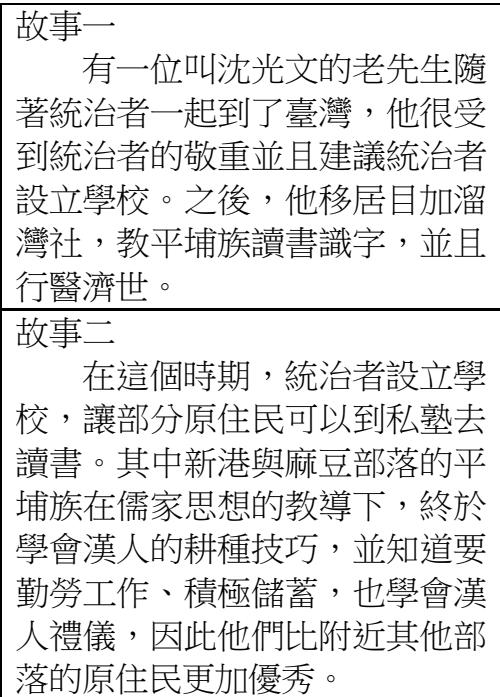 故事一
有一位叫沈光文的老先生隨
著統治者一起到了臺灣，他很受
到統治者的敬重並且建議統治者
設立學校。之後，他移居目加溜
灣社，教平埔族讀書識字，並且
行醫濟世。
故事二
在這個時期，統治者設立學
校，讓部分原住民可以到私塾去
讀書。其中新港與麻豆部落的平
埔族在儒家思想的教導下，終於
學會漢人的耕種技巧，並知道要
勤勞工作、積極儲蓄，也學會漢
人禮儀，因此他們比附近其他部
落的原住民更加優秀。